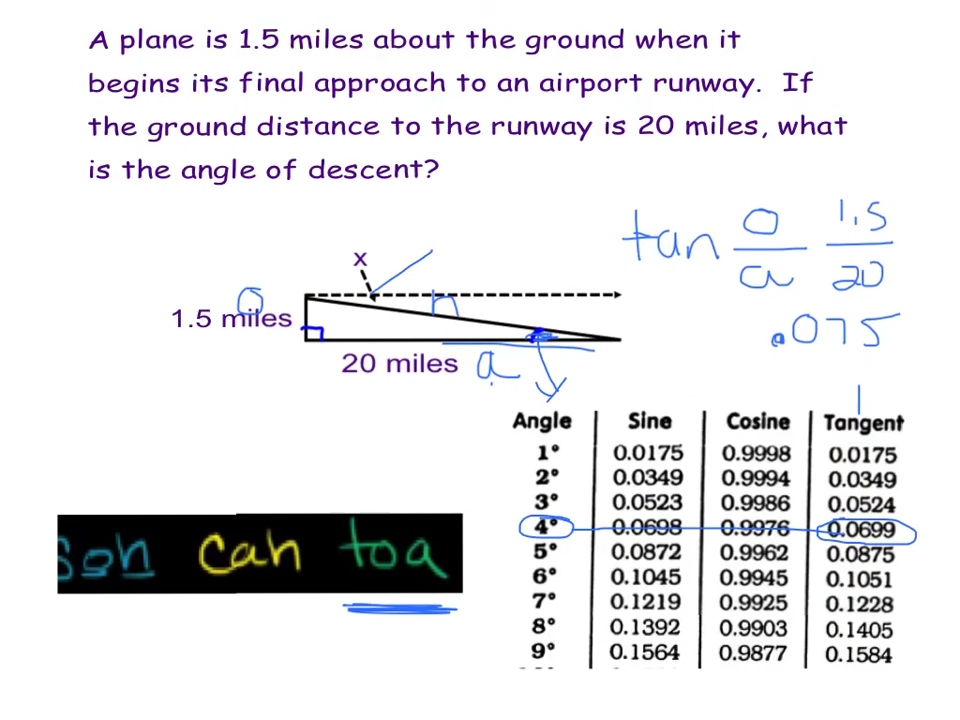 A plane is 1.5 miles about the ground when it
begins its final approach to an airport runway. If
the ground distance to the runway is 20 miles, what
is the angle of descent?
tan o/a 1.5/20
.075
x
o
h
1.5 miles
20 miles a
Angle Sine Cosine Tangent
1° 0.0175 0.9998 0.0175
2° 0.0349 0.9994 0.0349
3° 0.0523 0.9986 0.0524
4° 0.0698 0.9976 0.0699
5° 0.0872 0.9962 0.0875
6° 0.1045 0.9945 0.1051
7° 0.1219 0.9925 0.1228
8° 0.1392 0.9903 0.1405
9° 0.1564 0.9877 0.1584
soh cah toa